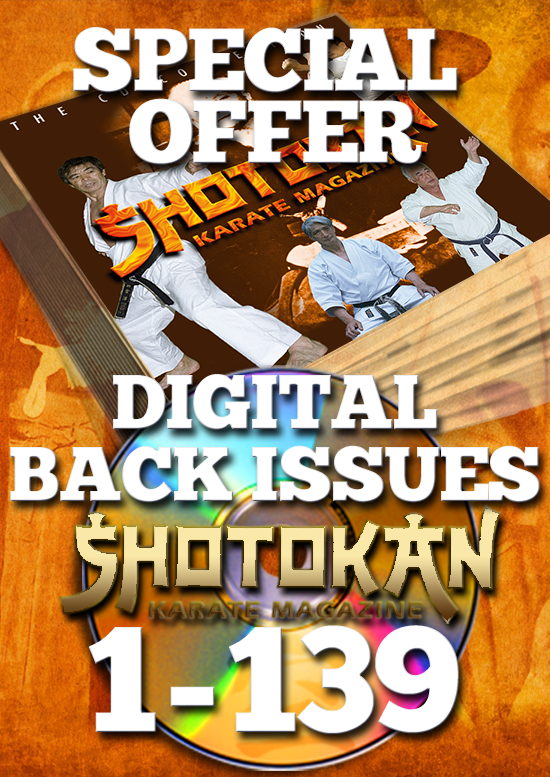 SPECIAL
OFFER
THE
SHOTOKAN
KARATE MAGAZINE
DIGITAL
BACK ISSUES
SHOTOKAN
KARATE MAGAZINE
1-139